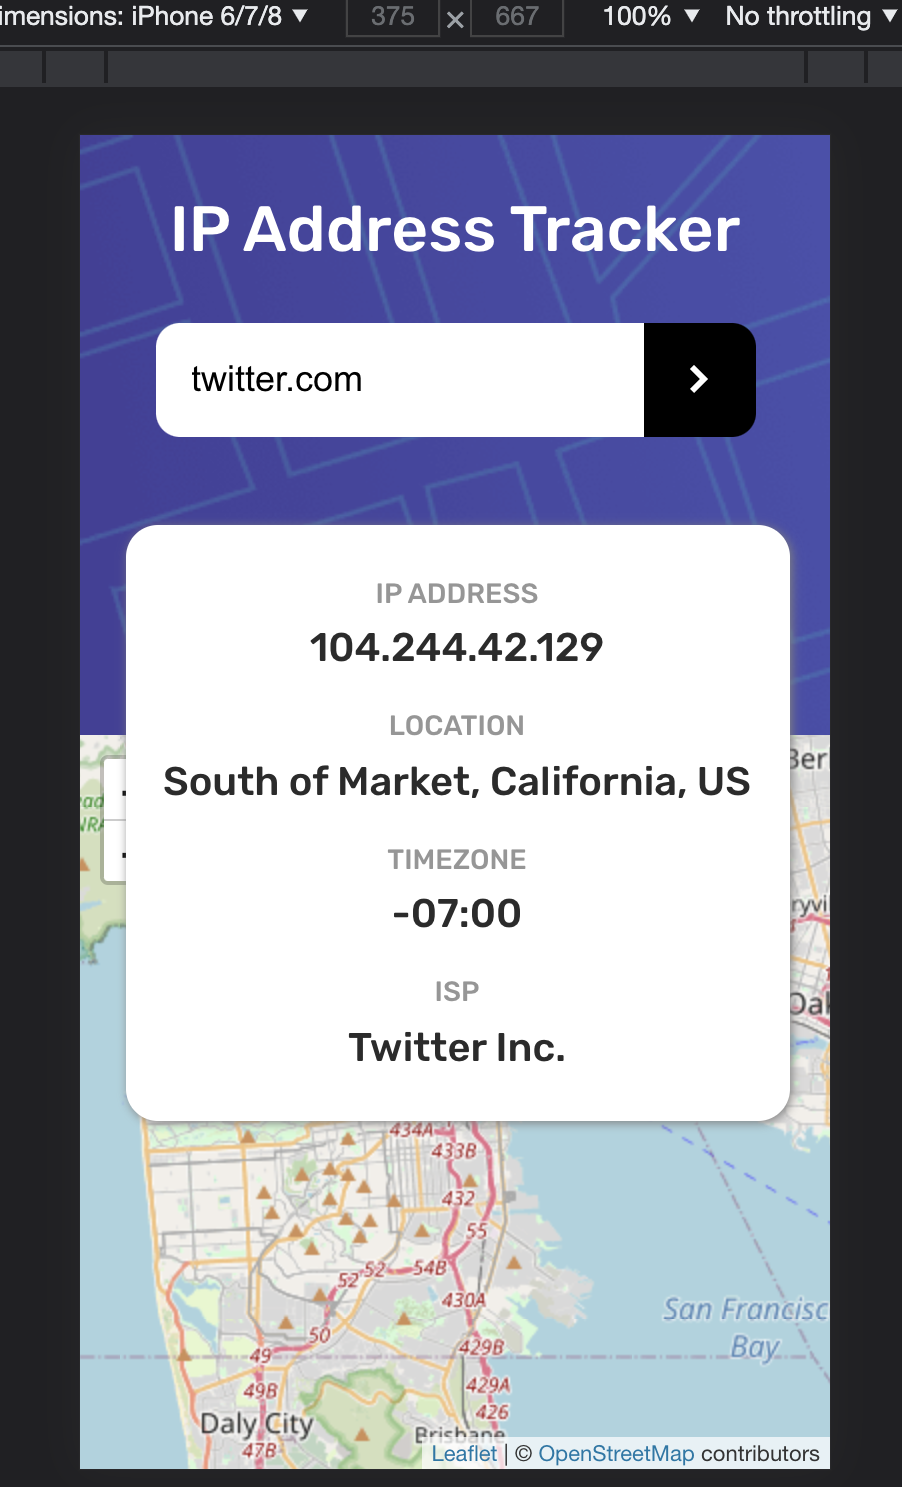 imensions: iPhone 6/7/8 ▼ 375 × 667 100% ▼ No throttling ▼
IP Address Tracker
twitter.com
IP ADDRESS
104.244.42.129
LOCATION
South of Market, California, US
TIMEZONE
-07:00
ISP
Twitter Inc.
Ber
ryvi
Oa
434A
433B
432
55
52 52 54B
430A
50
San Francisc
Bay
49
429B
49B
429A
426
Daly City
Brisbane
47B
Leaflet | © OpenStreetMap contributors